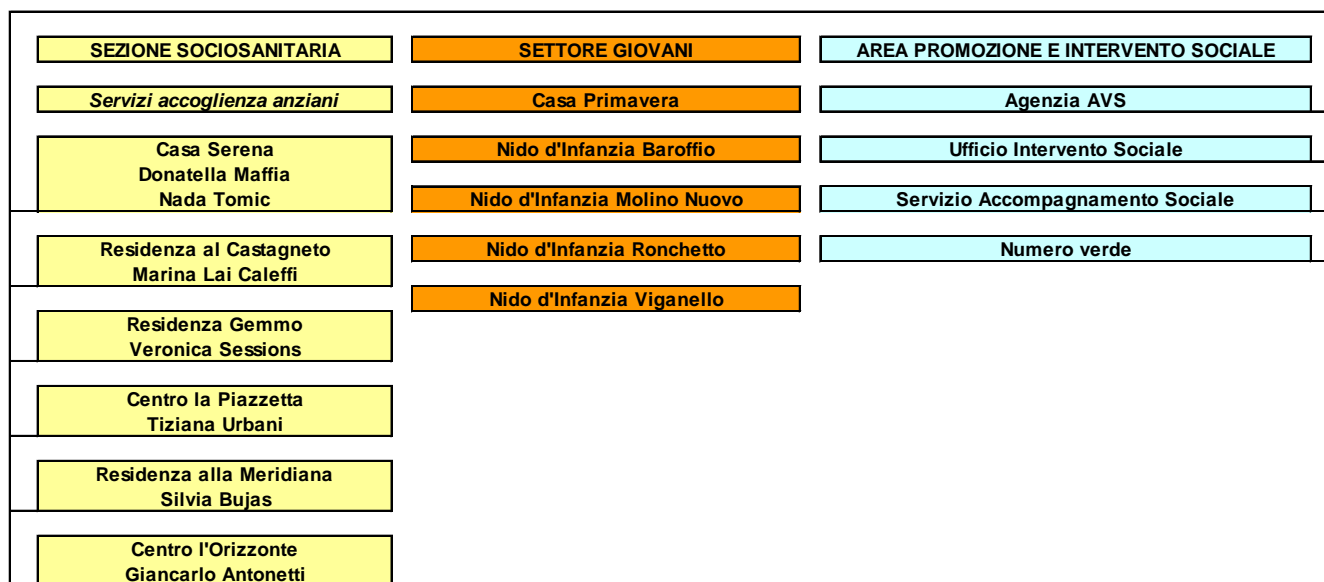 SEZIONE SOCIOSANITARIA
Servizi accoglienza anziani
Casa Serena
Donatella Maffia
Nada Tomic
Residenza al Castagneto
Marina Lai Caleffi
Residenza Gemmo
Veronica Sessions
Centro la Piazzetta
Tiziana Urbani
Residenza alla Meridiana
Silvia Bujas
Centro l'Orizzonte
Giancarlo Antonetti
SETTORE GIOVANI
Casa Primavera
Nido d'Infanzia Baroffio
Nido d'Infanzia Molino Nuovo
Nido d'Infanzia Ronchetto
Nido d'Infanzia Viganello
AREA PROMOZIONE E INTERVENTO SOCIALE
Agenzia AVS
Ufficio Intervento Sociale
Servizio Accompagnamento Sociale
Numero verde